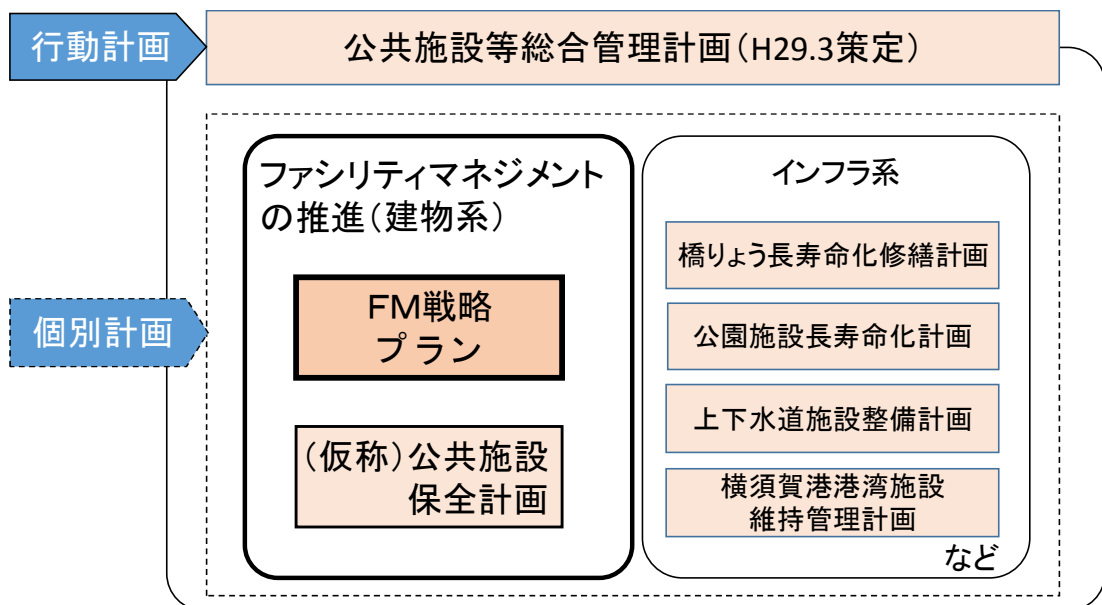 行動計画
公共施設等総合管理計画（H29.3策定）
個別計画
ファシリティマネジメント
の推進（建物系）
FM戦略
プラン
（仮称）公共施設
保全計画
インフラ系
橋りょう長寿命化修繕計画
公園施設長寿命化計画
上下水道施設整備計画
横須賀港港湾施設
維持管理計画
など